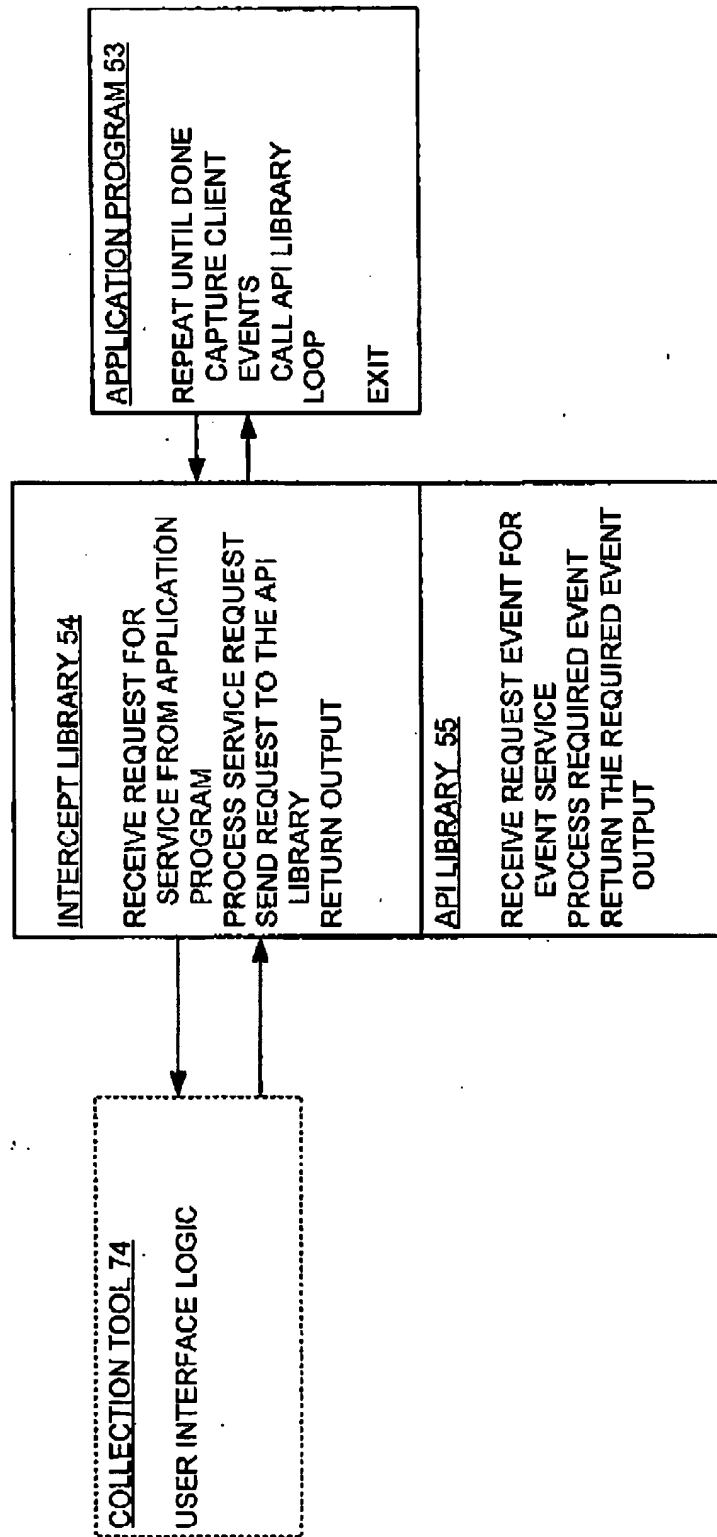 COLLECTION TOOL 74
USER INTERFACE LOGIC
INTERCEPT LIBRARY 54
RECEIVE REQUEST FOR
SERVICE FROM APPLICATION
PROGRAM
PROCESS SERVICE REQUEST
SEND REQUEST TO THE API
LIBRARY
RETURN OUTPUT
API LIBRARY 55
RECEIVE REQUEST EVENT FOR
EVENT SERVICE
PROCESS REQUIRED EVENT
RETURN THE REQUIRED EVENT
OUTPUT
APPLICATION PROGRAM 53
REPEAT UNTIL DONE
CAPTURE CLIENT
EVENTS
CALL API LIBRARY
LOOP
EXIT